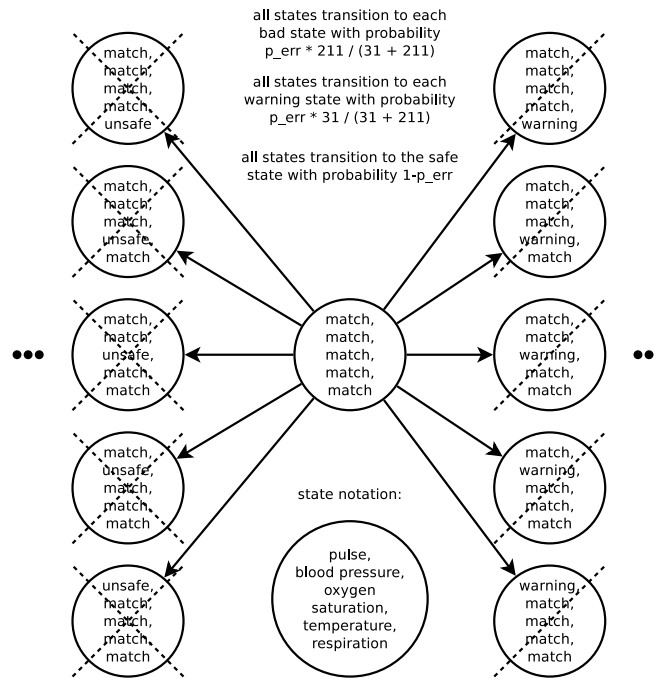 all states transition to each
bad state with probability
p_err * 211 / (31 + 211)
all states transition to each
warning state with probability
p_err * 31 / (31 + 211)
all states transition to the safe
state with probability 1-p_err
match,
match,
match,
match,
unsafe
match,
match,
match,
match,
warning
match,
match,
match,
unsafe,
match
match,
match,
match,
warning,
match
match,
match,
unsafe,
match,
match
match,
match,
match,
match,
match
match,
match,
warning,
match,
match
match,
unsafe,
match,
match,
match
match,
warning,
match,
match,
match
state notation:
unsafe,
match,
match,
match,
match
pulse,
blood pressure,
oxygen
saturation,
temperature,
respiration
warning,
match,
match,
match,
match